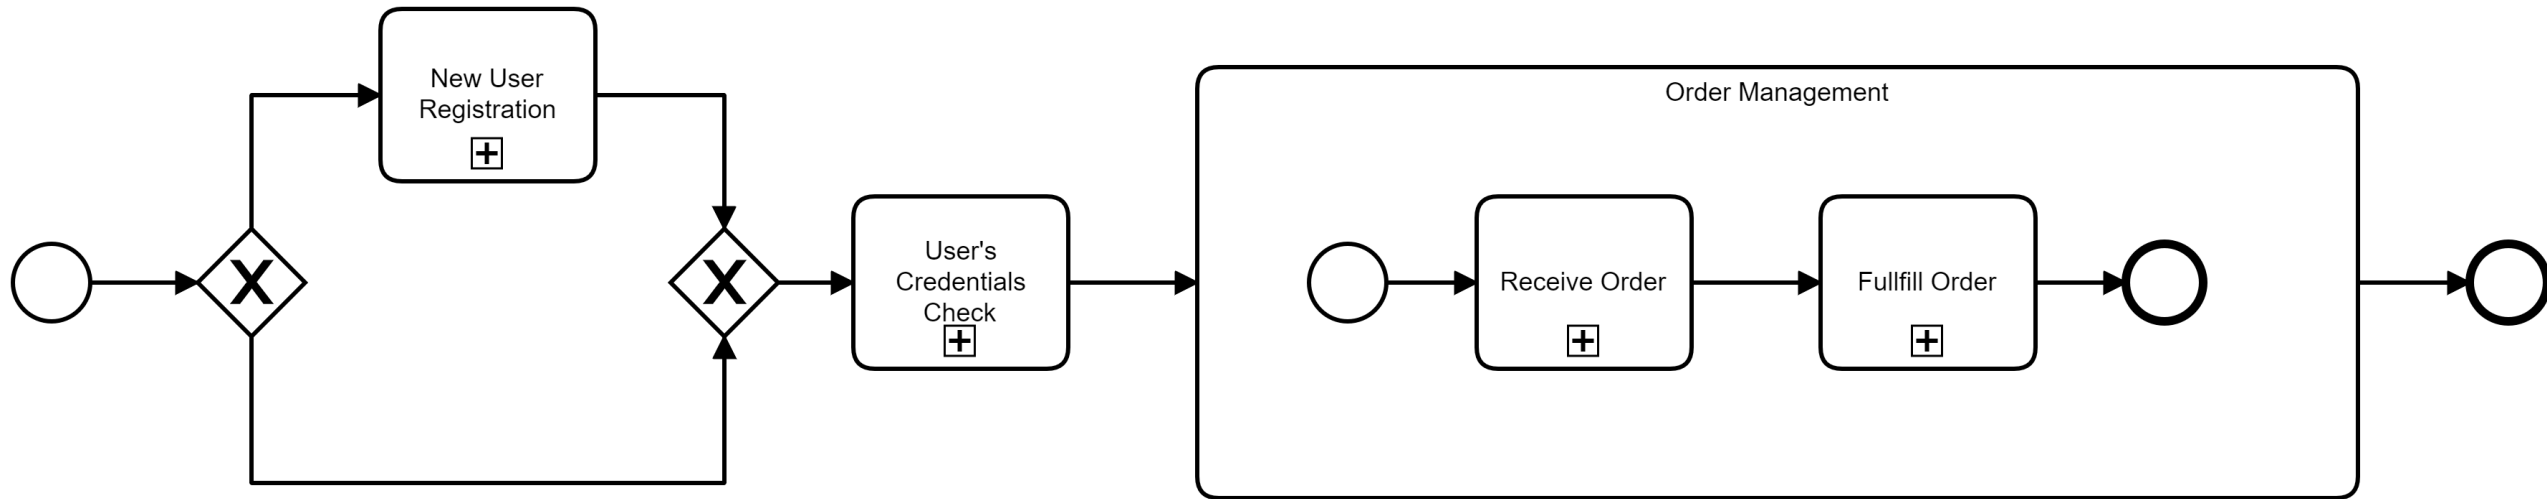 New User
Registration
User's
Credentials
Check
Order Management
Receive Order
Fullfill Order